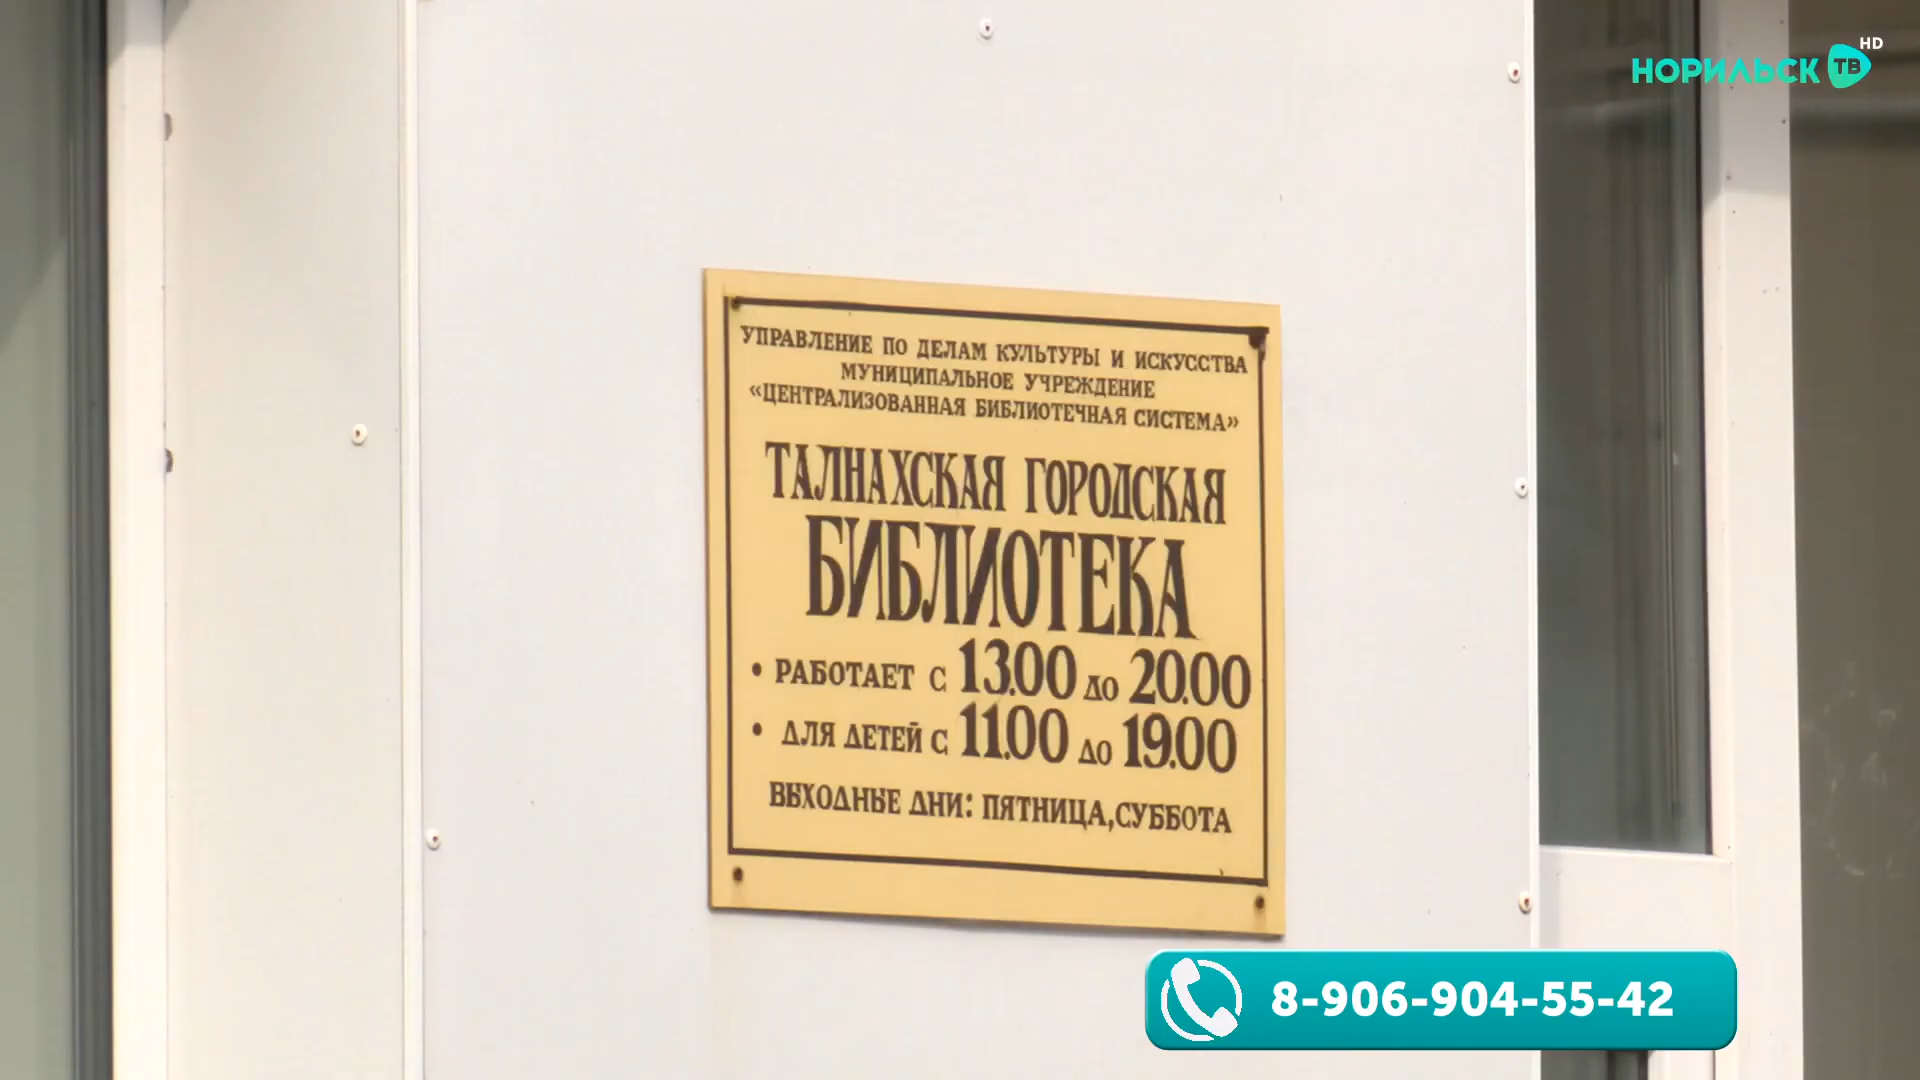 НОРИЛЬСК ТВ HD
УПРАВЛЕНИЕ ПО ДЕЛАМ КУЛЬТУРЫ И ИСКУССТВА
МУНИЦИПАЛЬНОЕ УЧРЕЖДЕНИЕ
«ЦЕНТРАЛИЗОВАННАЯ БИБЛИОТЕЧНАЯ СИСТЕМА»
ТАЛНАХСКАЯ ГОРОДСКАЯ
БИБЛИОТЕКА
• РАБОТАЕТ С 13.00 ДО 20.00
• ДЛЯ ДЕТЕЙ С 11.00 ДО 19.00
ВЫХОДНЫЕ ДНИ: ПЯТНИЦА, СУББОТА
8-906-904-55-42